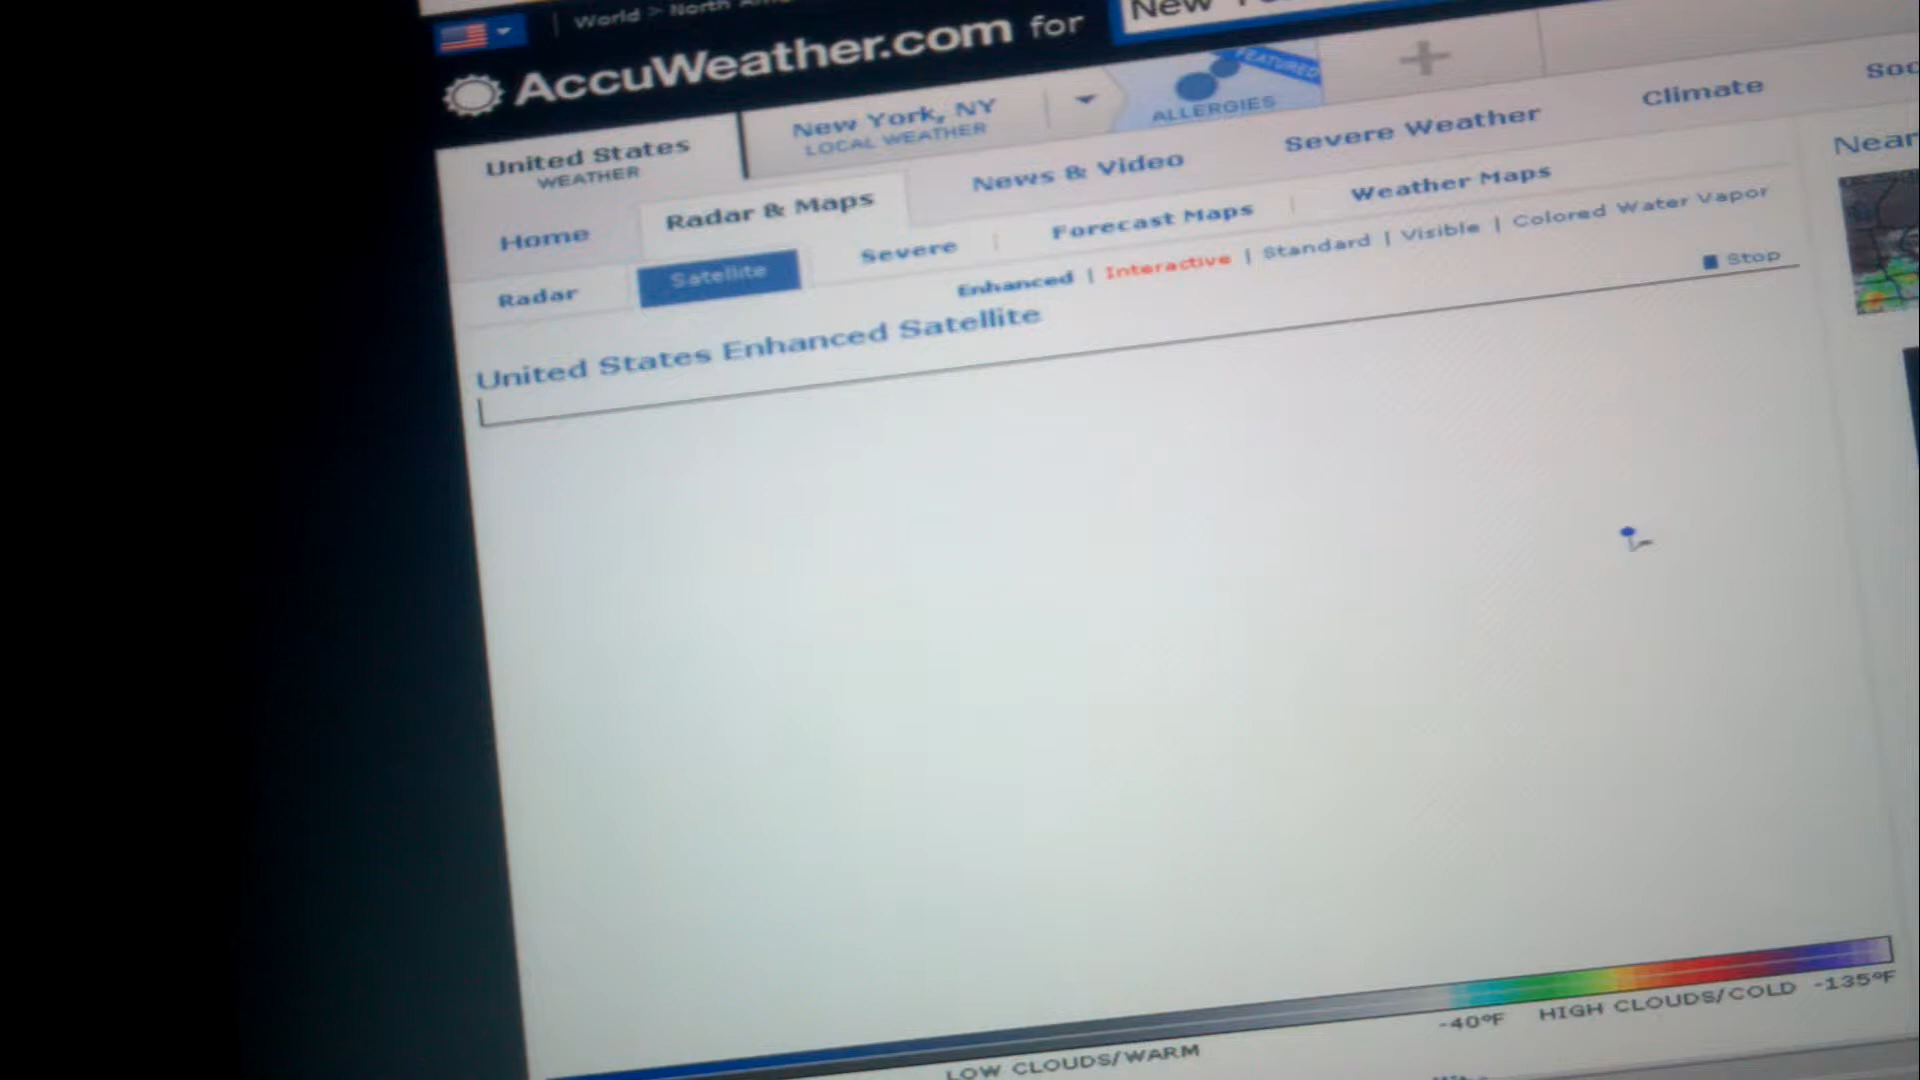 World > North
AccuWeather.com for New
United States
WEATHER
New York, NY
LOCAL WEATHER
FEATURED
ALLERGIES
Home
Radar & Maps
News & Video
Severe Weather
Climate
Radar
Satellite
Severe
Forecast Maps
Weather Maps
Enhanced | Interactive | Standard | Visible | Colored Water Vapor
United States Enhanced Satellite
Stop
LOW CLOUDS/WARM
-40°F
HIGH CLOUDS/COLD
-135°F